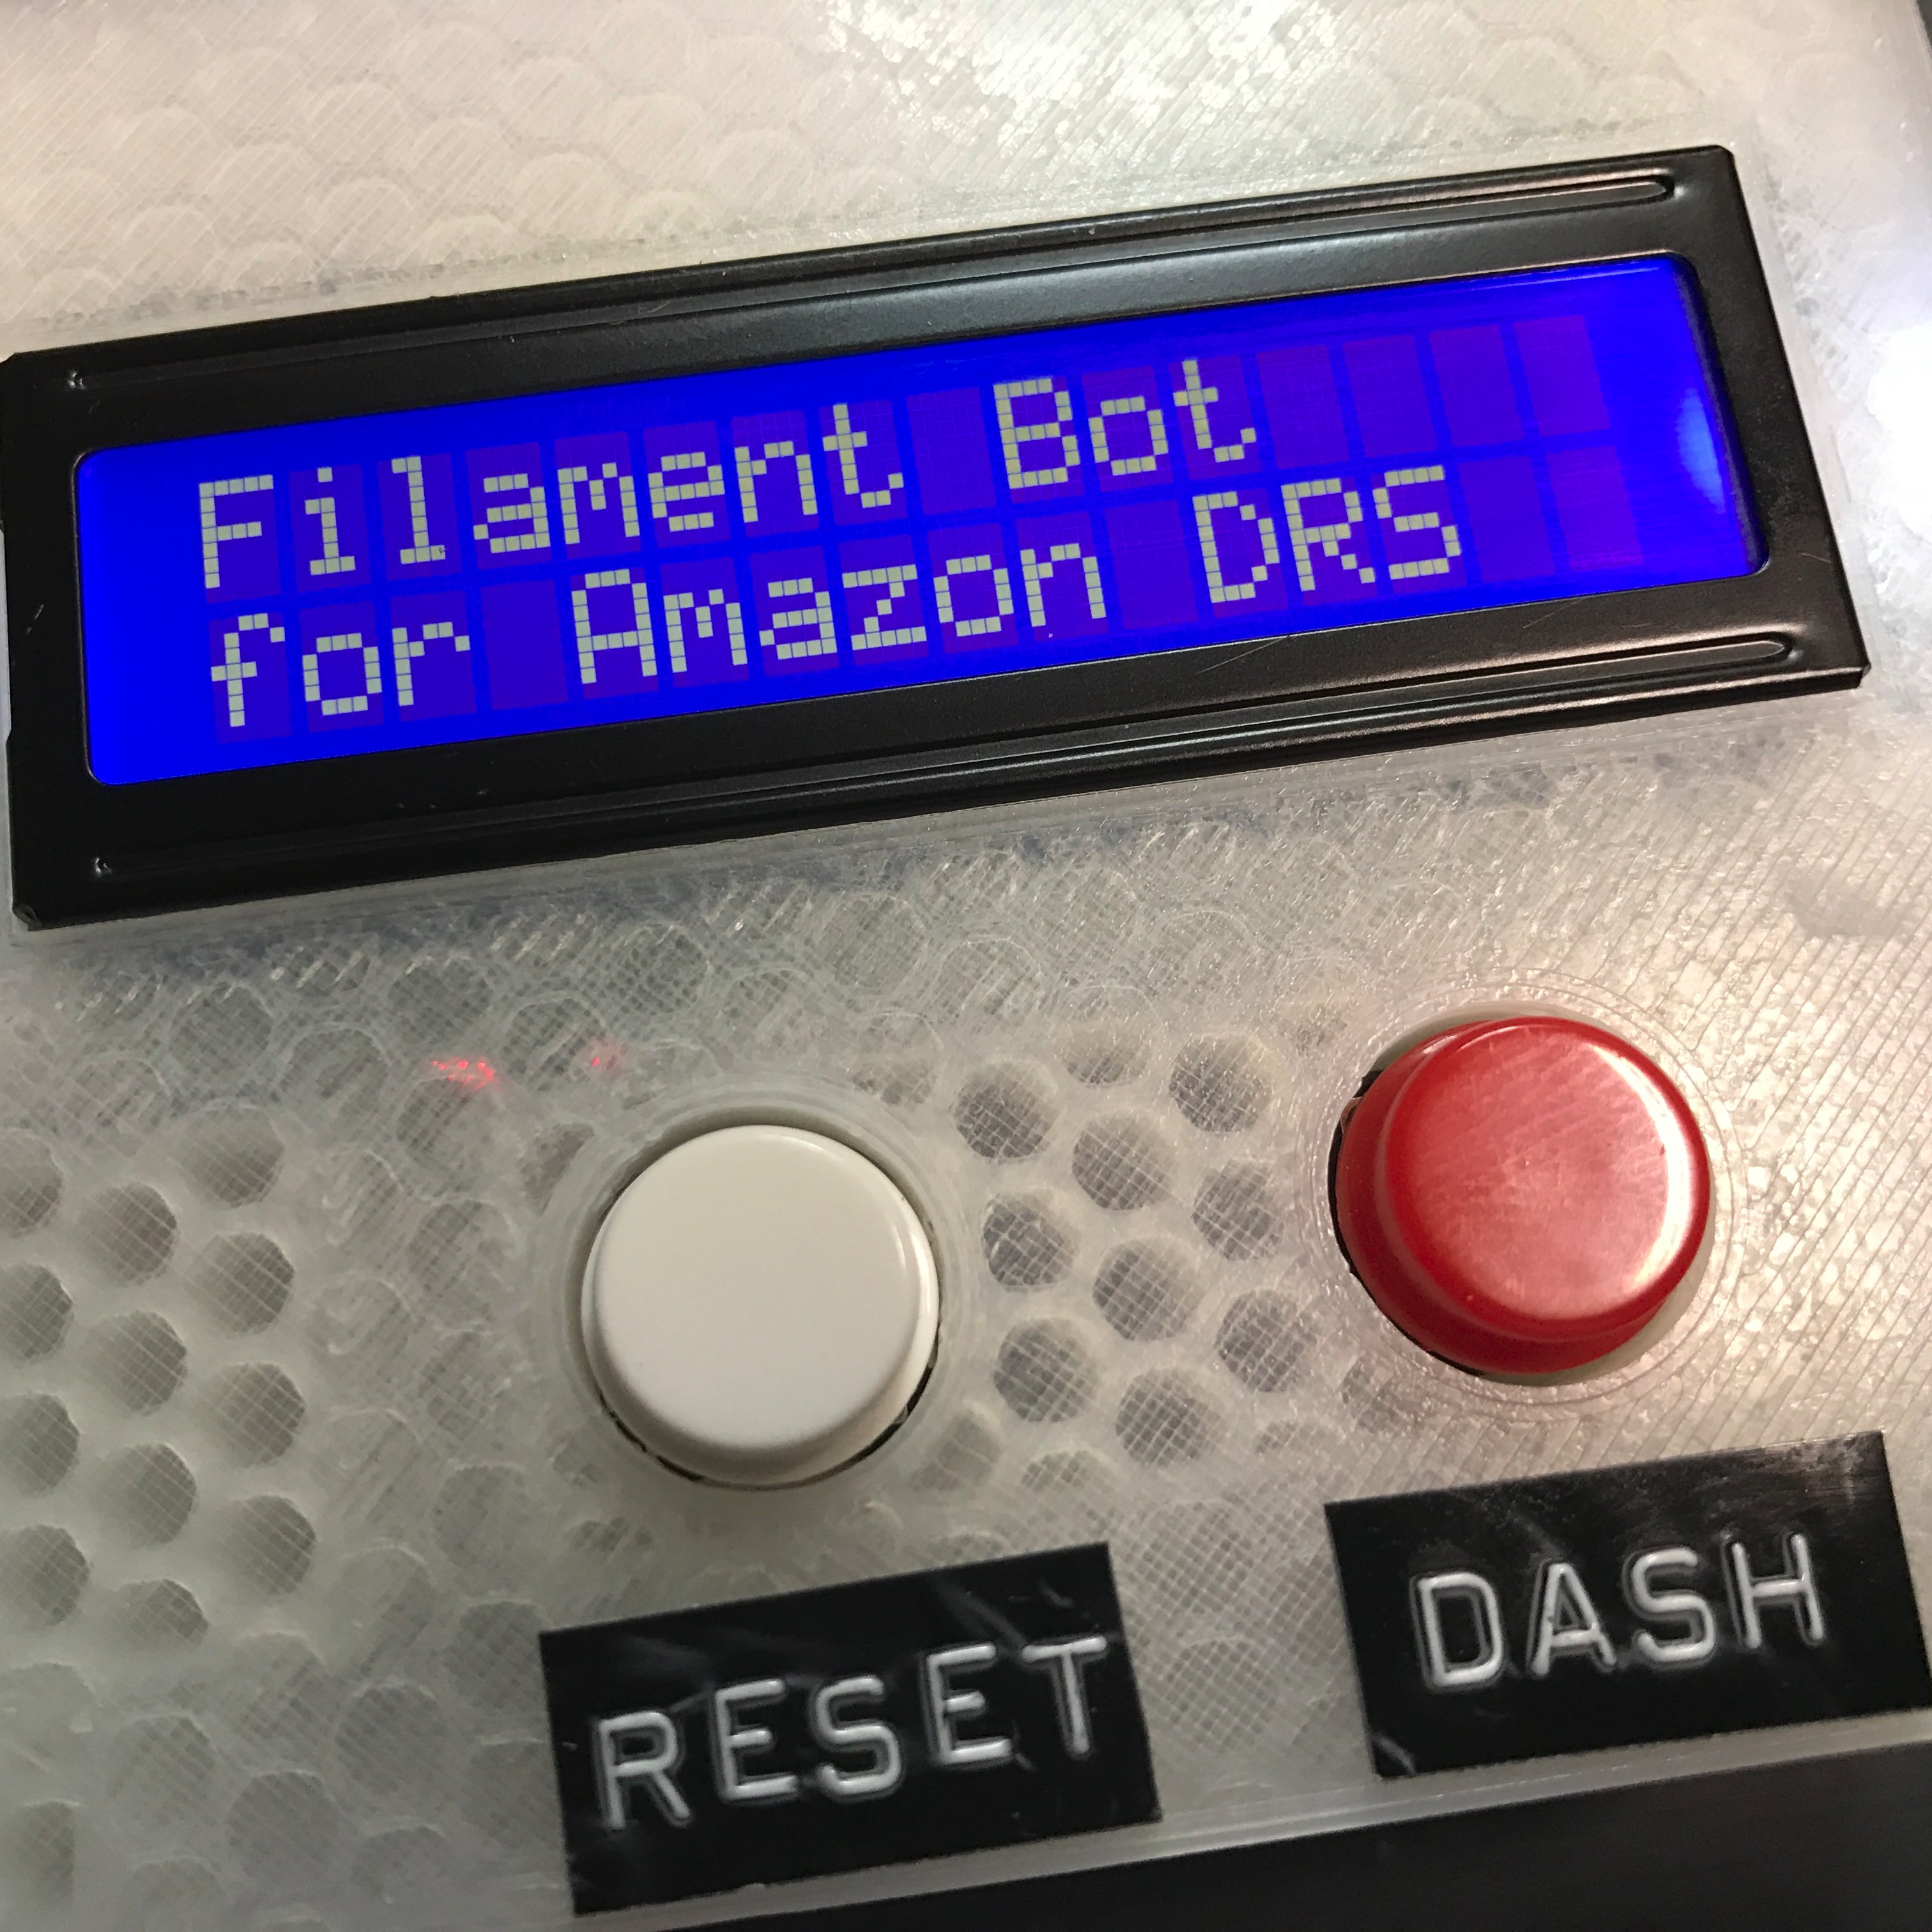 Filament Bot
for Amazon DRS
RESET
DASH